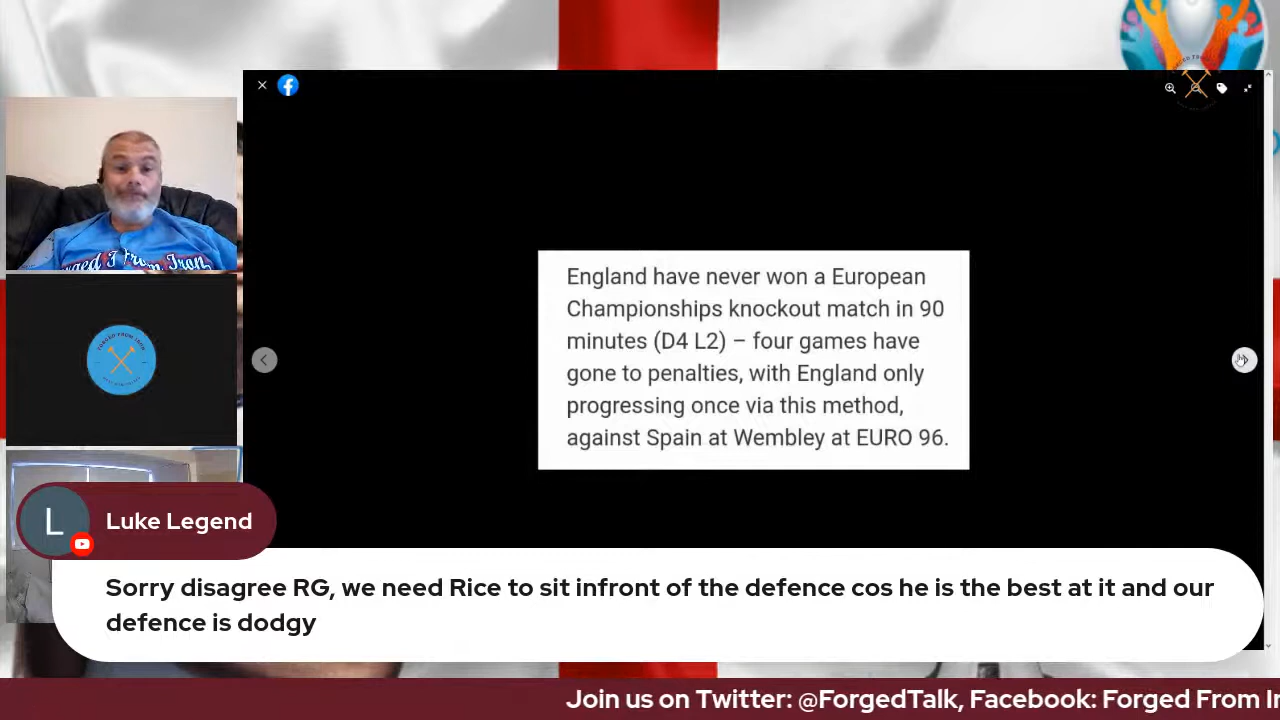 England have never won a European
Championships knockout match in 90
minutes (D4 L2) – four games have
gone to penalties, with England only
progressing once via this method,
against Spain at Wembley at EURO 96.
L
Luke Legend
Sorry disagree RG, we need Rice to sit infront of the defence cos he is the best at it and our
defence is dodgy
Join us on Twitter: @ForgedTalk, Facebook: Forged From Ir